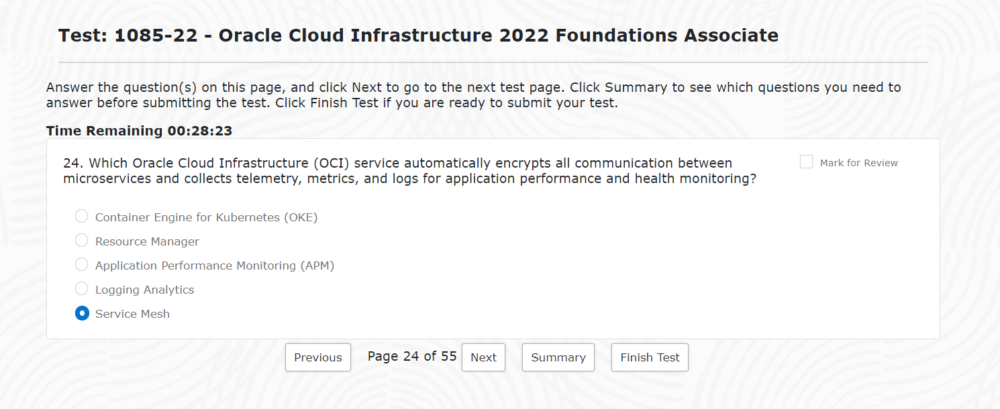 Test: 1085-22 - Oracle Cloud Infrastructure 2022 Foundations Associate
Answer the question(s) on this page, and click Next to go to the next test page. Click Summary to see which questions you need to
answer before submitting the test. Click Finish Test if you are ready to submit your test.
Time Remaining 00:28:23
24. Which Oracle Cloud Infrastructure (OCI) service automatically encrypts all communication between
microservices and collects telemetry, metrics, and logs for application performance and health monitoring?
Mark for Review
Container Engine for Kubernetes (OKE)
Resource Manager
Application Performance Monitoring (APM)
Logging Analytics
Service Mesh
Previous Page 24 of 55 Next Summary Finish Test